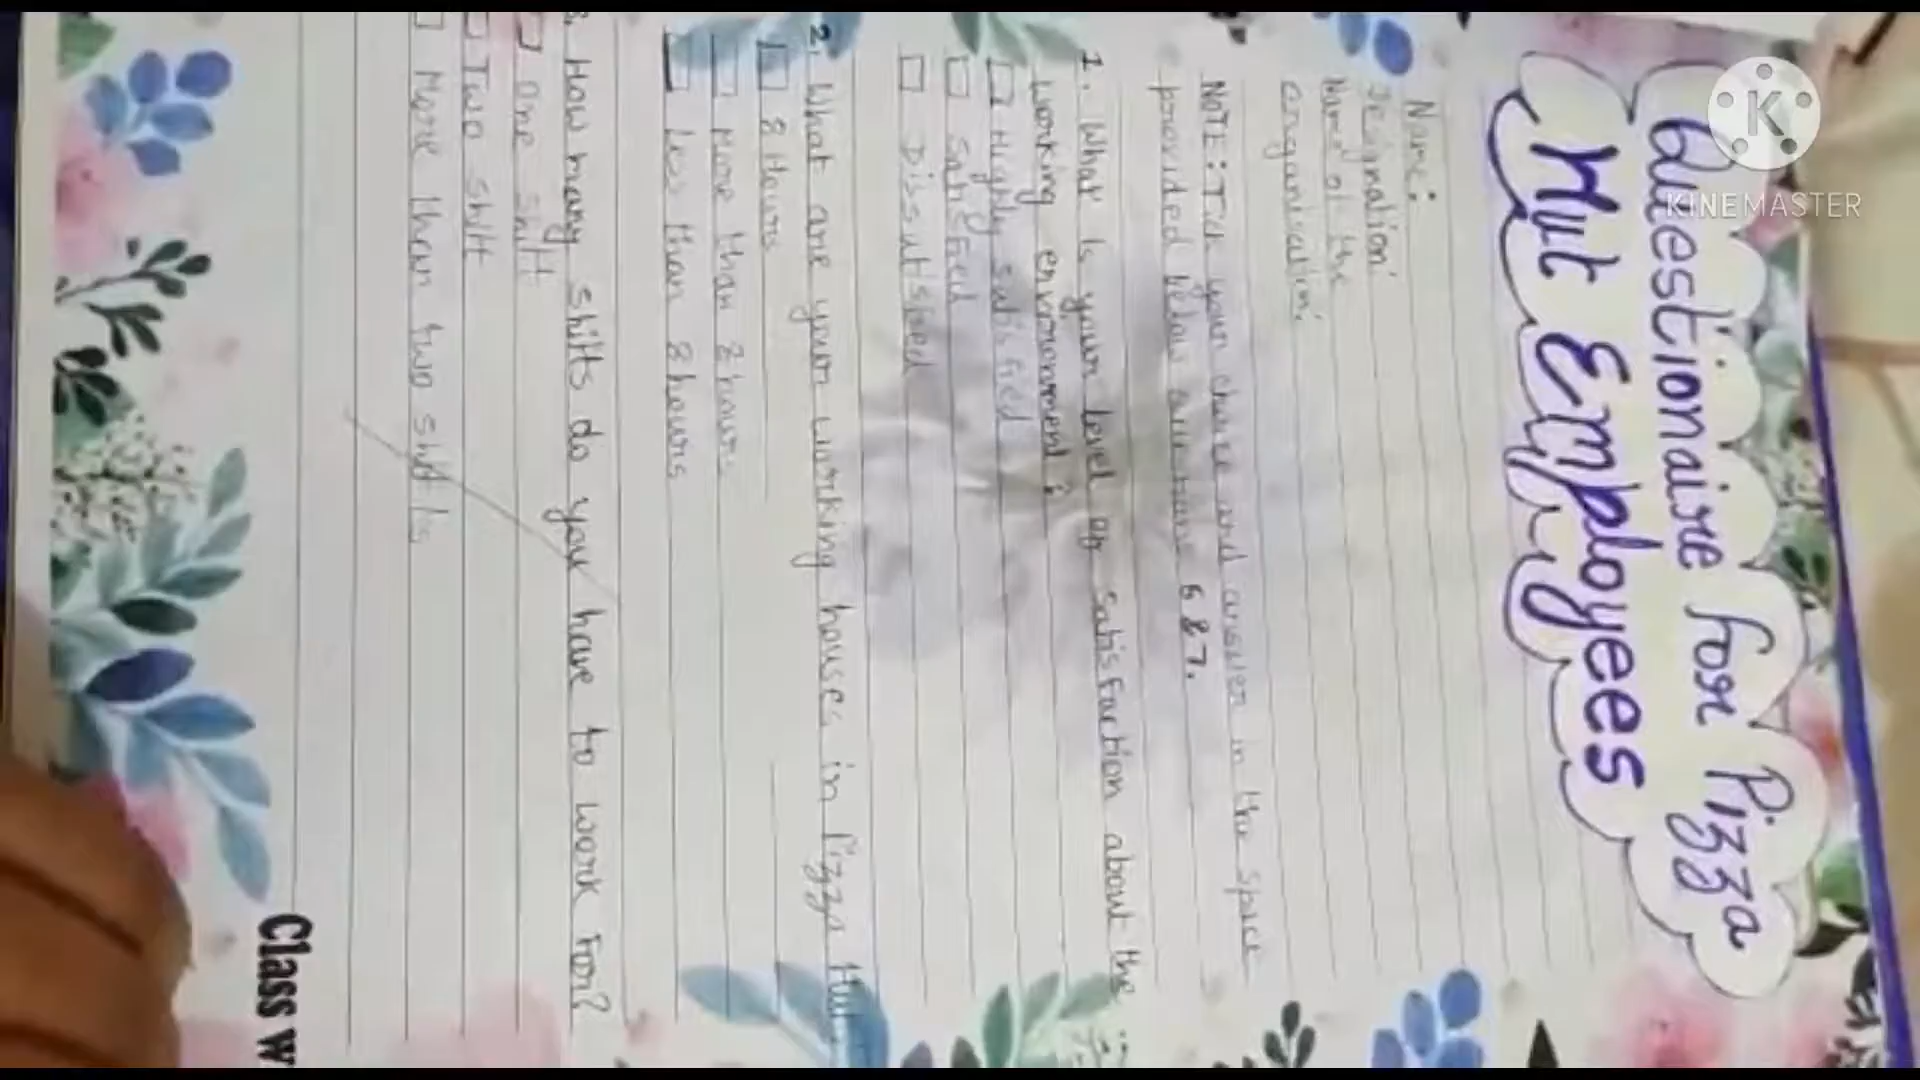 Questionaire for Pizza
Hut Employees
Name:
Designation:
Name of the
organisation:
NOTE: Tick your choice and answer in the space
provided below are name 6 & 7.
1. What is your level of satisfaction about the
working environment?
Highly satisfied
satisfied
Dissatisfied
2. What are your working houses in Pizza Hut
8 Hours
More than 8 hours
Less than 8 hours
3. How many shifts do you have to work for?
One shift
Two shift
More than two shifts
Class W
KINEMASTER